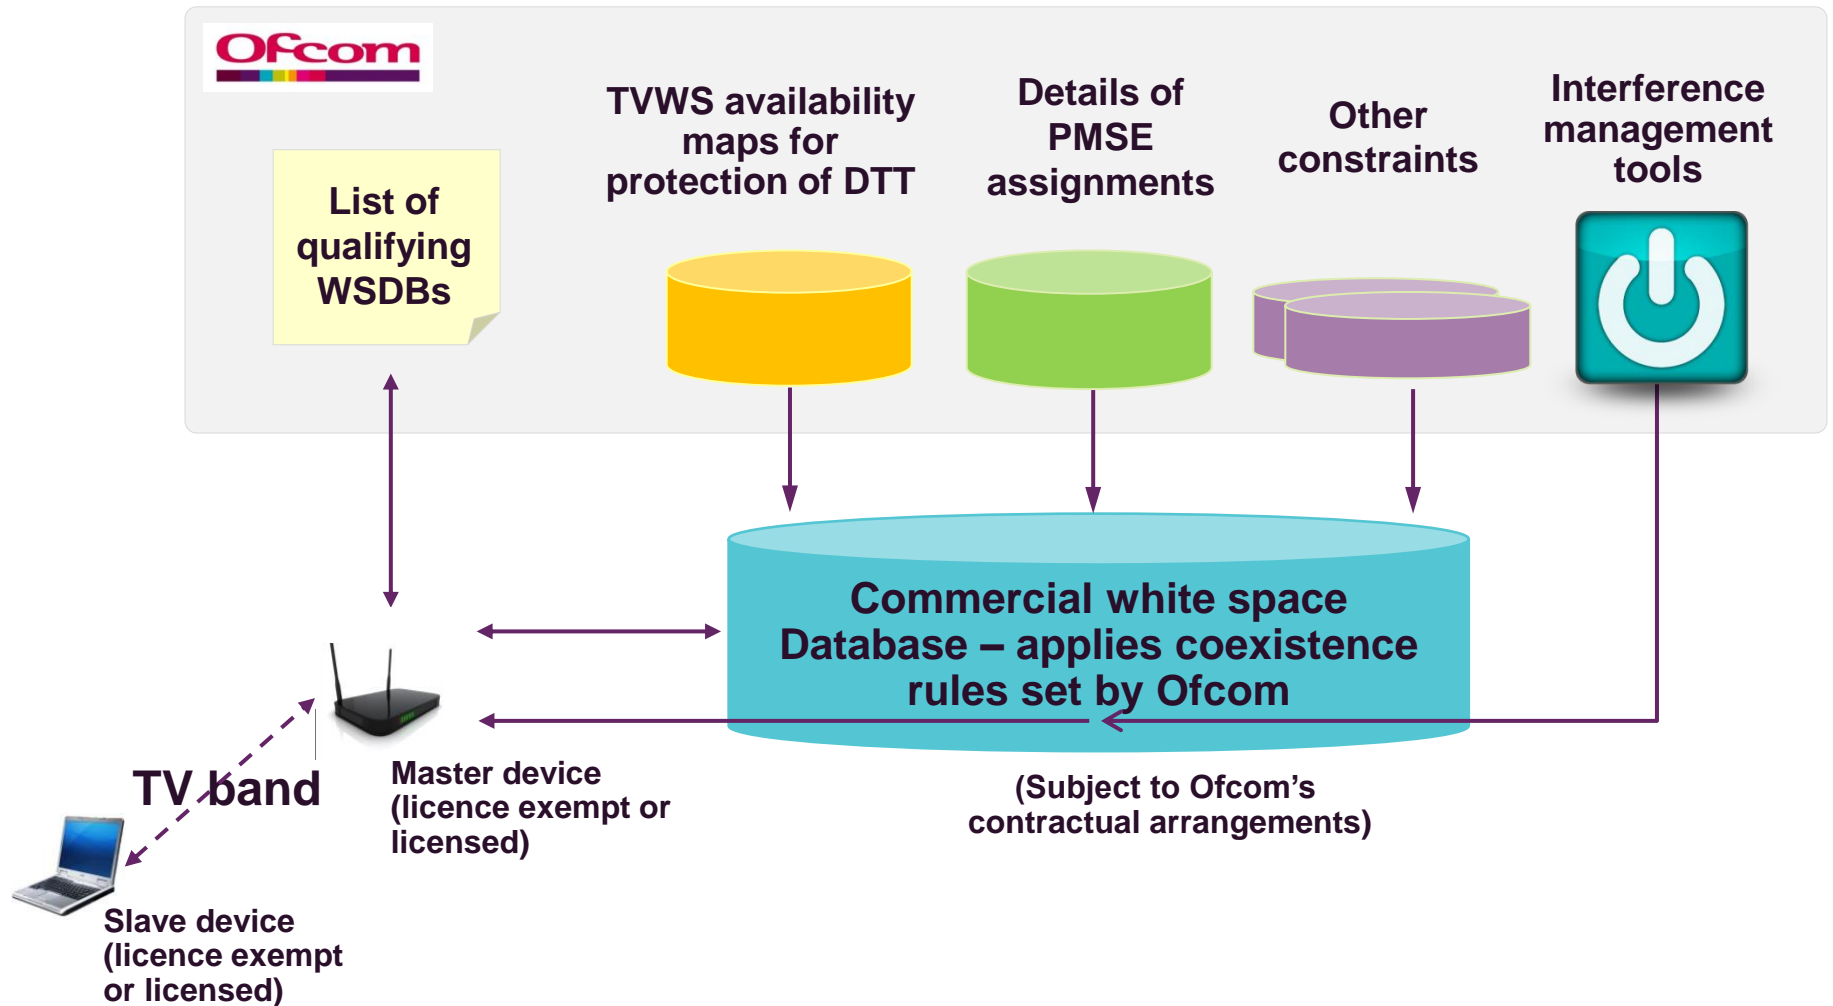 Ofcom
List of
qualifying
WSDBs
TVWS availability
maps for
protection of DTT
Details of
PMSE
assignments
Other
constraints
Interference
management
tools
Commercial white space
Database – applies coexistence
rules set by Ofcom
(Subject to Ofcom’s
contractual arrangements)
TV band
Master device
(licence exempt or
licensed)
Slave device
(licence exempt
or licensed)